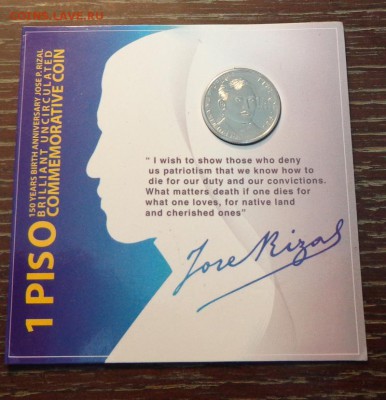 1 PISO
150 YEARS BIRTH ANNIVERSARY JOSE P. RIZAL
BRILLIANT UNCIRCULATED
COMMEMORATIVE COIN
" I wish to show those who deny
us patriotism that we know how to
die for our duty and our convictions.
What matters death if one dies for
what one loves, for native land
and cherished ones"
Jose Rizal